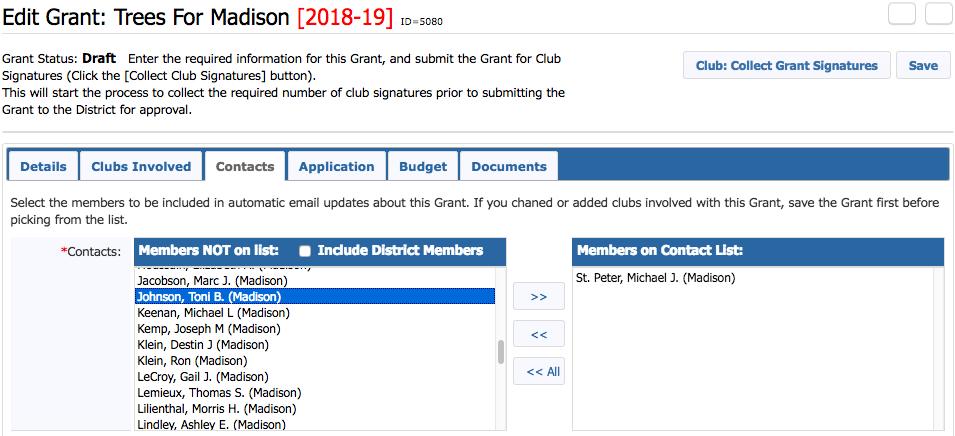 Edit Grant: Trees For Madison [2018-19] ID=5080
Grant Status: Draft Enter the required information for this Grant, and submit the Grant for Club
Signatures (Click the [Collect Club Signatures] button).
This will start the process to collect the required number of club signatures prior to submitting the
Grant to the District for approval.
Club: Collect Grant Signatures Save
Details Clubs Involved Contacts Application Budget Documents
Select the members to be included in automatic email updates about this Grant. If you chaned or added clubs involved with this Grant, save the Grant first before
picking from the list.
*Contacts: Members NOT on list: Include District Members
Jacobson, Marc J. (Madison)
Johnson, Toni B. (Madison)
Keenan, Michael L (Madison)
Kemp, Joseph M (Madison)
Klein, Destin J (Madison)
Klein, Ron (Madison)
LeCroy, Gail J. (Madison)
Lemieux, Thomas S. (Madison)
Lilienthal, Morris H. (Madison)
Lindley, Ashley E. (Madison)
>>
<<
<< All
Members on Contact List:
St. Peter, Michael J. (Madison)